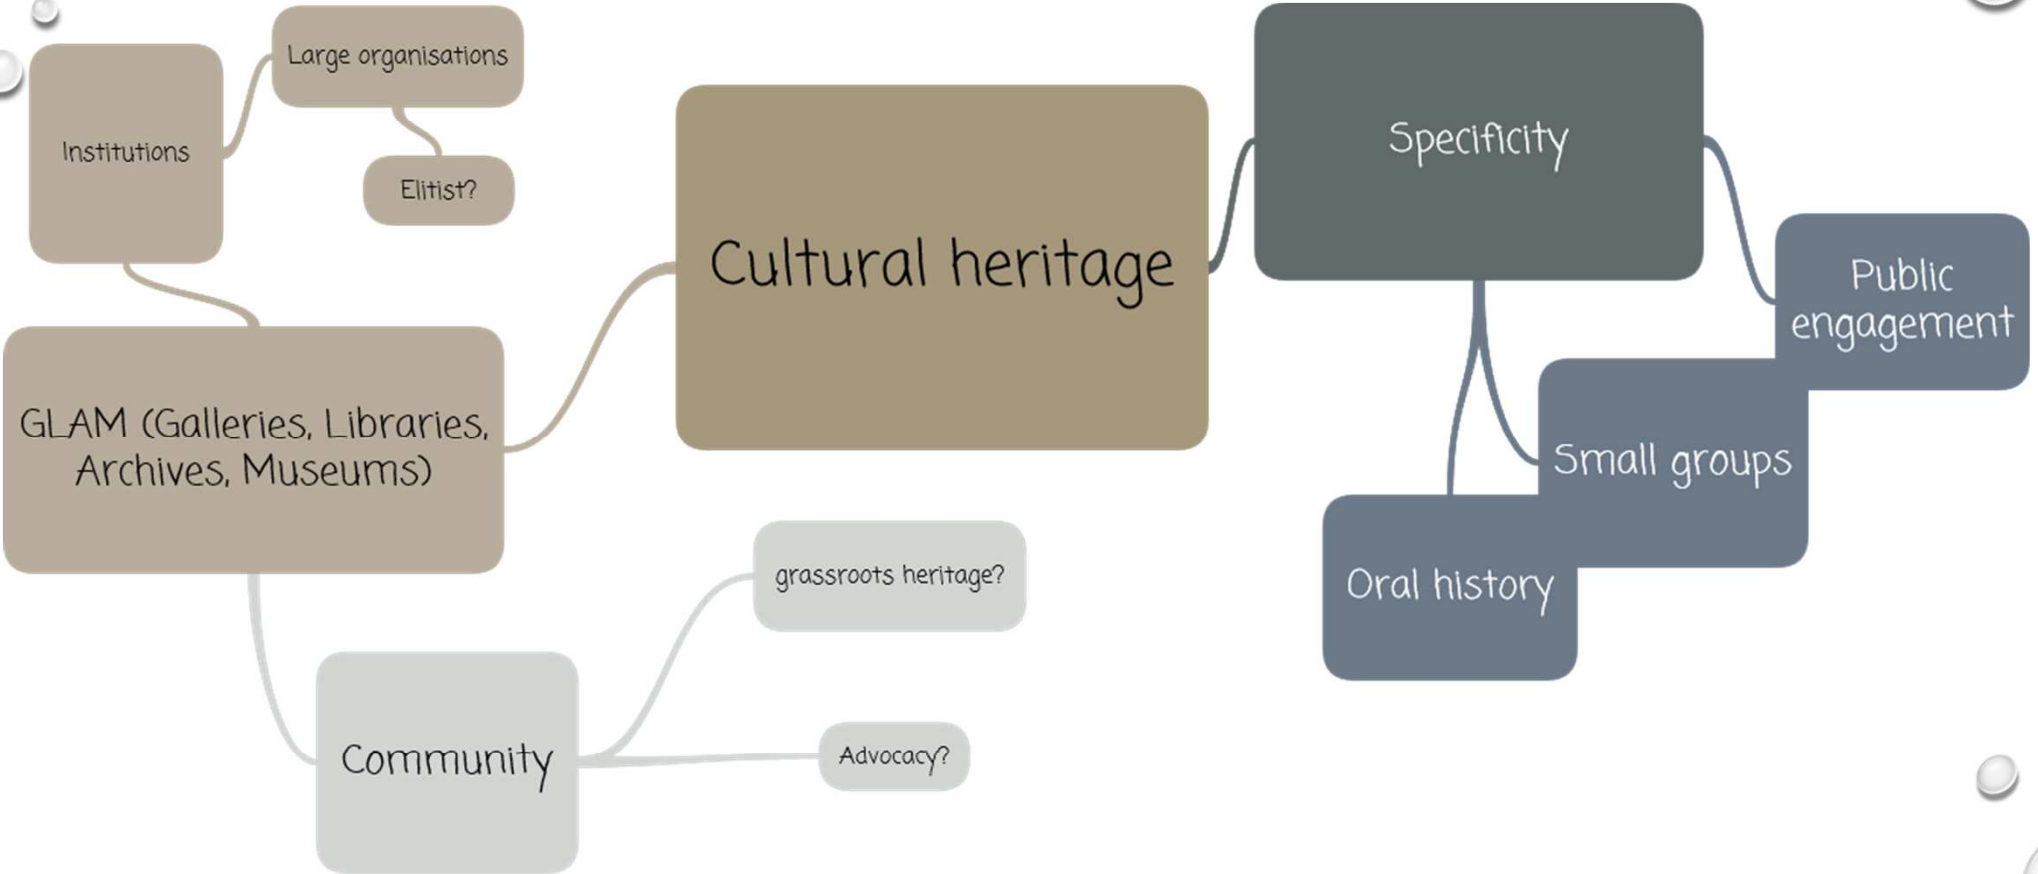 Large organisations
Institutions
Elitist?
GLAM (Galleries, Libraries,
Archives, Museums)
Community
grassroots heritage?
Advocacy?
Cultural heritage
Specificity
Public
engagement
Small groups
Oral history